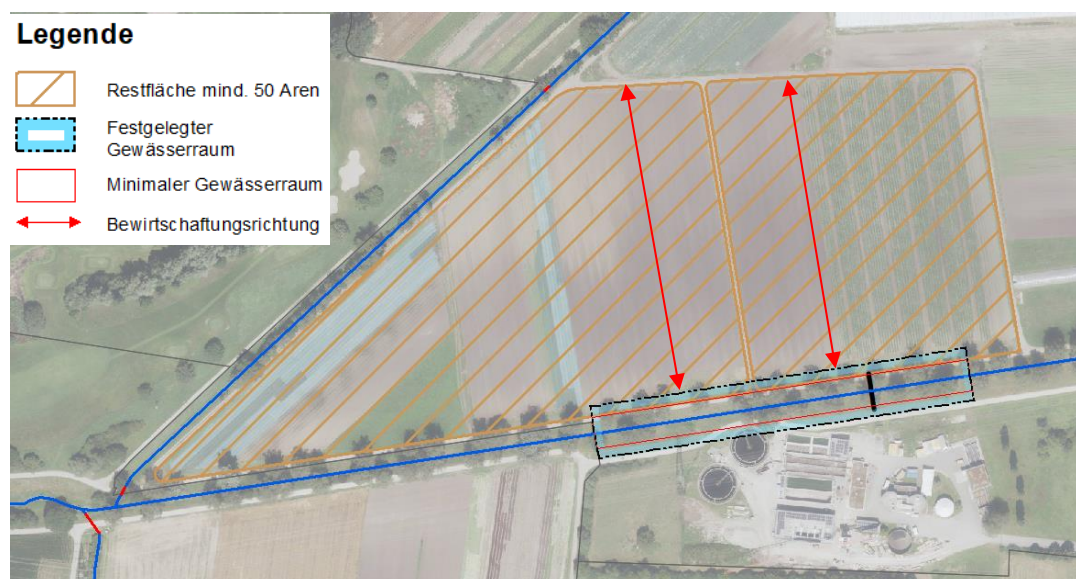 Legende
Restfläche mind. 50 Aren
Festgelegter
Gewässerraum
Minimaler Gewässerraum
Bewirtschaftungsrichtung